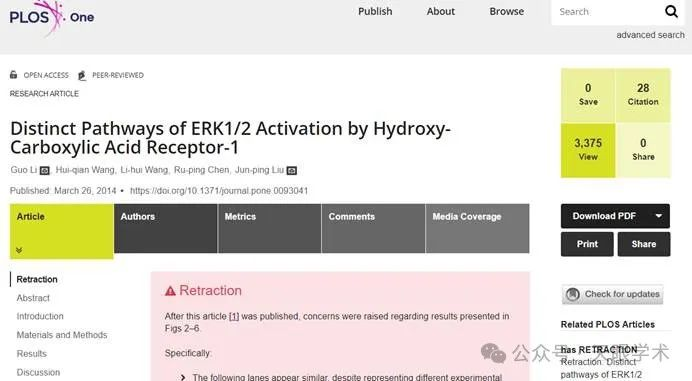 PLOS One
Publish
About
Browse
Search
advanced search
OPEN ACCESS
PEER-REVIEWED
RESEARCH ARTICLE
Distinct Pathways of ERK1/2 Activation by Hydroxy-
Carboxylic Acid Receptor-1
Guo Li, Hui-qian Wang, Li-hui Wang, Ru-ping Chen, Jun-ping Liu
Published: March 26, 2014 • https://doi.org/10.1371/journal.pone.0093041
0
Save
28
Citation
3,375
View
0
Share
Article
Authors
Metrics
Comments
Media Coverage
Download PDF
Print
Share
Retraction
Abstract
Introduction
Materials and Methods
Results
Discussion
Retraction
After this article [1] was published, concerns were raised regarding results presented in
Figs 2–6.
Specifically:
The following lanes appear similar, despite representing different experimental
Check for updates
Related PLOS Articles
has RETRACTION
Retraction: Distinct
pathways of ERK1/2
公众号
学术